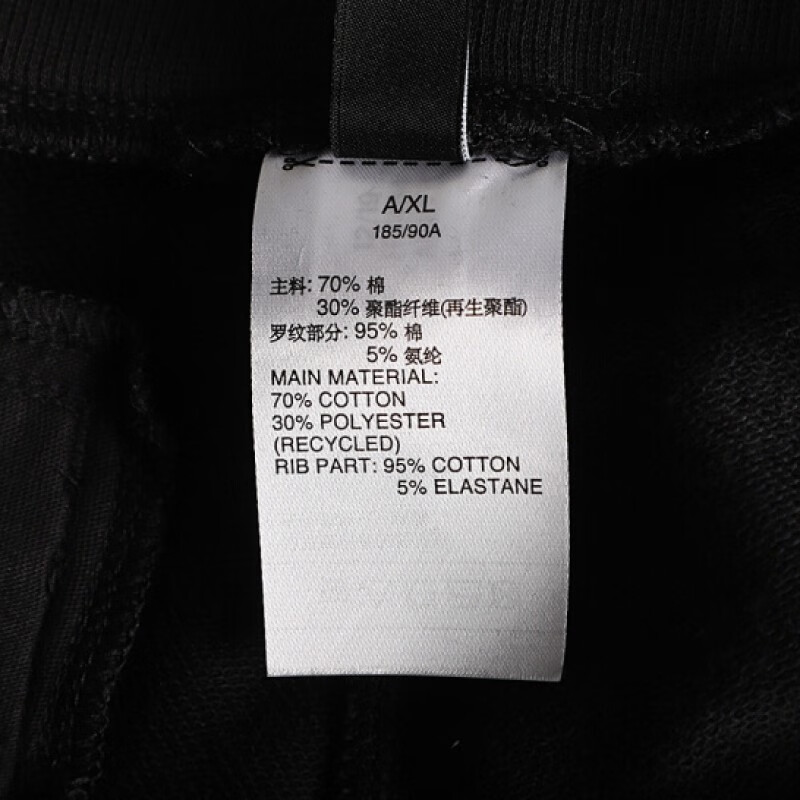 A/XL
185/90A
主料: 70% 棉
30% 聚酯纤维(再生聚酯)
罗纹部分: 95% 棉
5% 氨纶
MAIN MATERIAL:
70% COTTON
30% POLYESTER
(RECYCLED)
RIB PART: 95% COTTON
5% ELASTANE